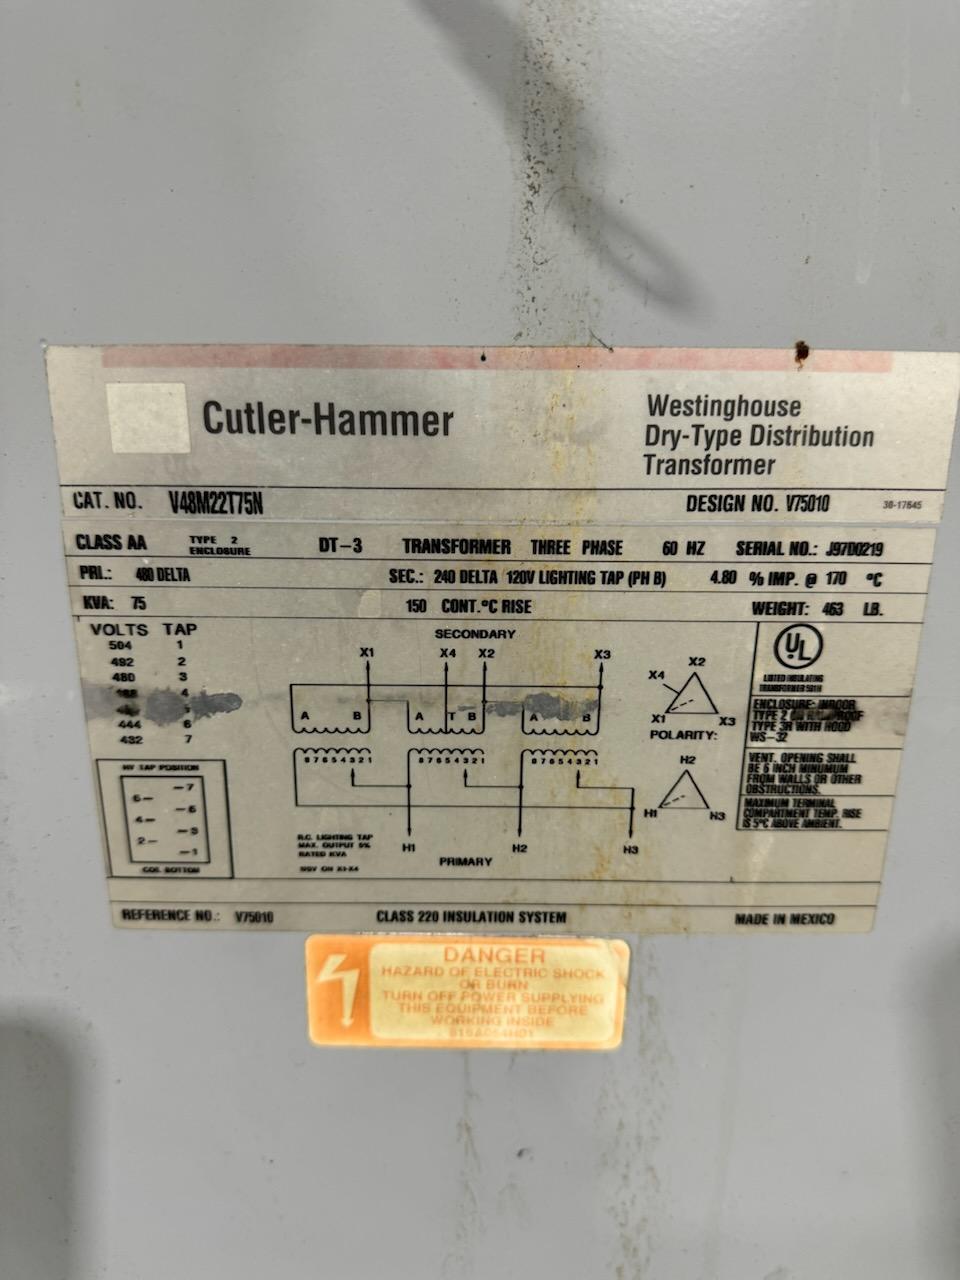 Cutler-Hammer
Westinghouse
Dry-Type Distribution
Transformer
CAT. NO. V48M22T75N DESIGN NO. V75010 30-17645
CLASS AA TYPE 2 ENCLOSURE DT-3 TRANSFORMER THREE PHASE 60 HZ SERIAL NO.: J97D0219
PRI.: 480 DELTA SEC.: 240 DELTA 120V LIGHTING TAP (PH B) 4.80 % IMP. @ 170 °C
KVA: 75 150 CONT.°C RISE WEIGHT: 463 LB.
VOLTS TAP
504 1
492 2
480 3
4
444 6
432 7
HV TAP POSITION
7
6
5
4
3
2
1
COIL BOTTOM
SECONDARY
X1 X4 X2 X3
A B A T B A B
8 7 6 5 4 3 2 1 8 7 6 5 4 3 2 1 8 7 6 5 4 3 2 1
H1 H2 H3
PRIMARY
R.C. LIGHTING TAP
MAX. OUTPUT 5%
RATED KVA
X2
X4
X1 X3
POLARITY:
H2
H1 H3
UL
LISTED INSULATING
TRANSFORMER 591H
ENCLOSURE: INDOOR
TYPE 2
TYPE 3R WITH HOOD
WS-32
VENT. OPENING SHALL
BE 6 INCH MINIMUM
FROM WALLS OR OTHER
OBSTRUCTIONS.
MAXIMUM TERMINAL
COMPARTMENT TEMP. RISE
IS 5°C ABOVE AMBIENT.
REFERENCE NO.: V75010 CLASS 220 INSULATION SYSTEM MADE IN MEXICO
DANGER
HAZARD OF ELECTRIC SHOCK
OR BURN
TURN OFF POWER SUPPLYING
THIS EQUIPMENT BEFORE
WORKING INSIDE